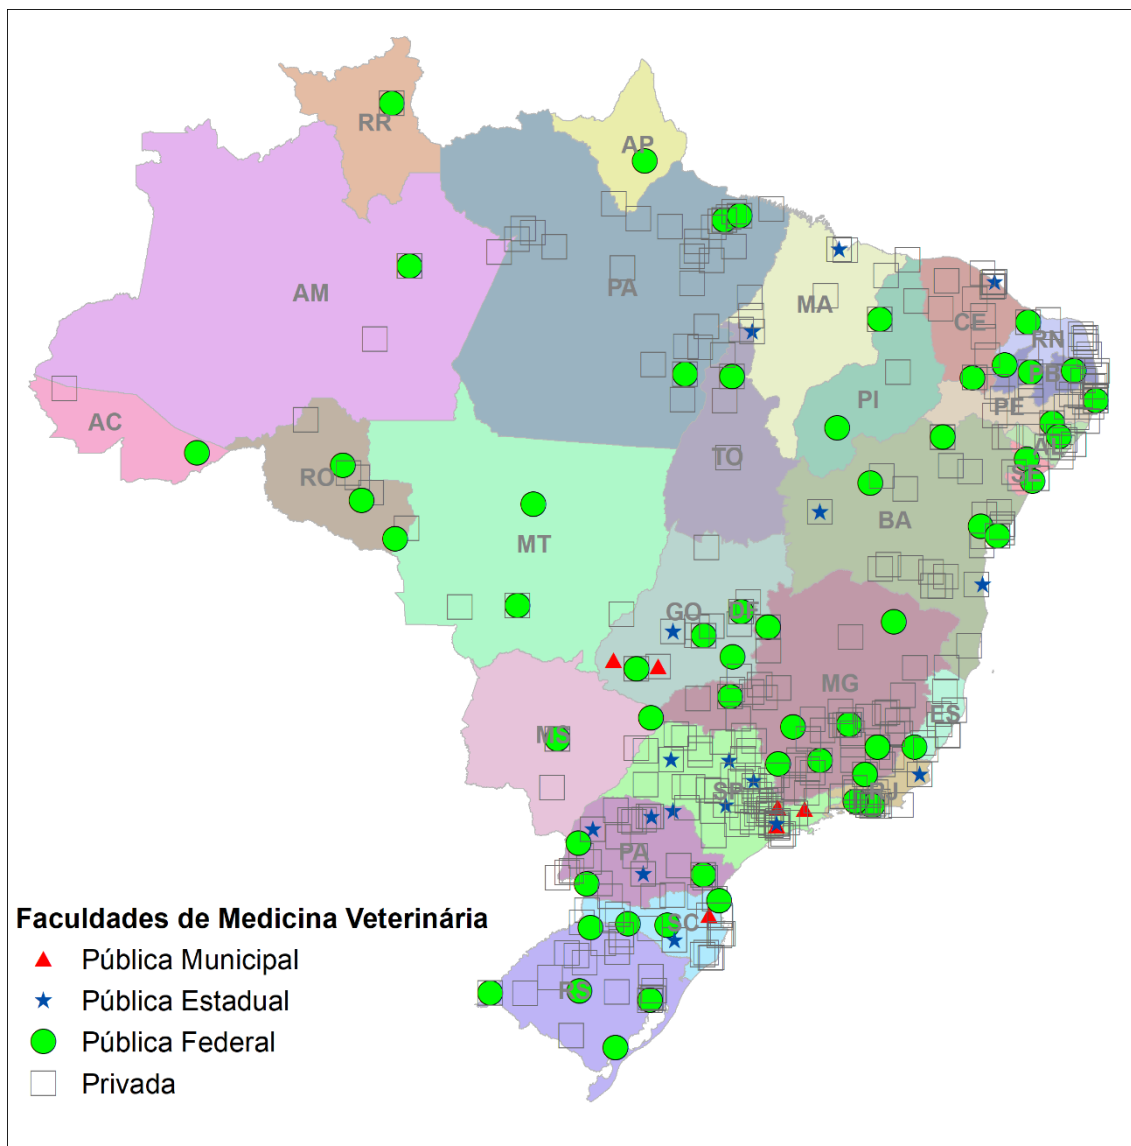 RR
AP
AM
PA
MA
CE
RN
PB
PE
PI
AC
AL
SE
TO
RO
BA
MT
GO
DF
MG
ES
MS
SP
RJ
PA
SC
RS
Faculdades de Medicina Veterinária
Pública Municipal
Pública Estadual
Pública Federal
Privada